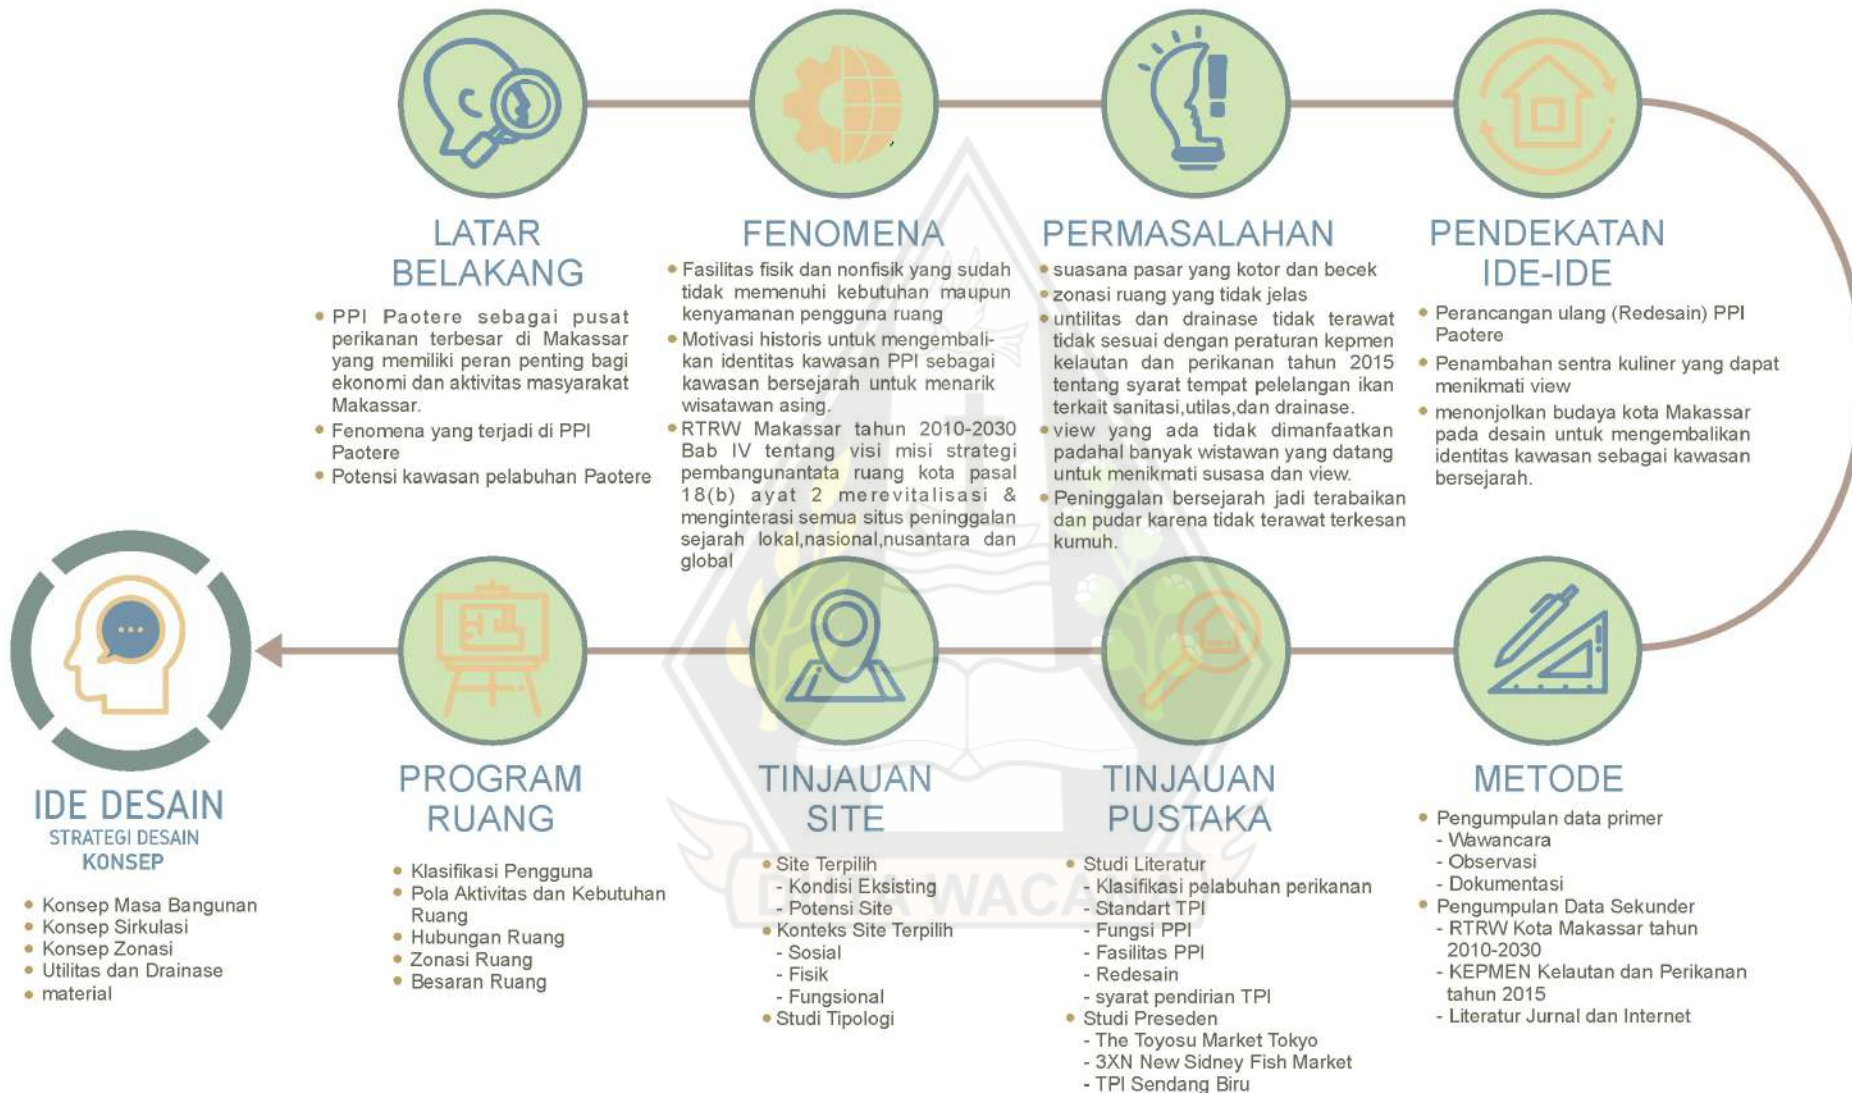 LATAR
BELAKANG
• PPI Paotere sebagai pusat
perikanan terbesar di Makassar
yang memiliki peran penting bagi
ekonomi dan aktivitas masyarakat
Makassar.
• Fenomena yang terjadi di PPI
Paotere
• Potensi kawasan pelabuhan Paotere
FENOMENA
• Fasilitas fisik dan nonfisik yang sudah
tidak memenuhi kebutuhan maupun
kenyamanan pengguna ruang
• Motivasi historis untuk mengembali-
kan identitas kawasan PPI sebagai
kawasan bersejarah untuk menarik
wisatawan asing.
• RTRW Makassar tahun 2010-2030
Bab IV tentang visi misi strategi
pembangunantata ruang kota pasal
18(b) ayat 2 merevitalisasi &
menginterasi semua situs peninggalan
sejarah lokal,nasional,nusantara dan
global
PERMASALAHAN
• suasana pasar yang kotor dan becek
• zonasi ruang yang tidak jelas
• untilitas dan drainase tidak terawat
tidak sesuai dengan peraturan kepmen
kelautan dan perikanan tahun 2015
tentang syarat tempat pelelangan ikan
terkait sanitasi,utilas,dan drainase.
• view yang ada tidak dimanfaatkan
padahal banyak wistawan yang datang
untuk menikmati susasa dan view.
• Peninggalan bersejarah jadi terabaikan
dan pudar karena tidak terawat terkesan
kumuh.
PENDEKATAN
IDE-IDE
• Perancangan ulang (Redesain) PPI
Paotere
• Penambahan sentra kuliner yang dapat
menikmati view
• menonjolkan budaya kota Makassar
pada desain untuk mengembalikan
identitas kawasan sebagai kawasan
bersejarah.
METODE
• Pengumpulan data primer
- Wawancara
- Observasi
- Dokumentasi
• Pengumpulan Data Sekunder
- RTRW Kota Makassar tahun
2010-2030
- KEPMEN Kelautan dan Perikanan
tahun 2015
- Literatur Jurnal dan Internet
TINJAUAN
PUSTAKA
• Studi Literatur
- Klasifikasi pelabuhan perikanan
- Standart TPI
- Fungsi PPI
- Fasilitas PPI
- Redesain
- syarat pendirian TPI
• Studi Preseden
- The Toyosu Market Tokyo
- 3XN New Sidney Fish Market
- TPI Sendang Biru
TINJAUAN
SITE
• Site Terpilih
- Kondisi Eksisting
- Potensi Site
• Konteks Site Terpilih
- Sosial
- Fisik
- Fungsional
• Studi Tipologi
PROGRAM
RUANG
• Klasifikasi Pengguna
• Pola Aktivitas dan Kebutuhan
Ruang
• Hubungan Ruang
• Zonasi Ruang
• Besaran Ruang
IDE DESAIN
STRATEGI DESAIN
KONSEP
• Konsep Masa Bangunan
• Konsep Sirkulasi
• Konsep Zonasi
• Utilitas dan Drainase
• material
DUTA WACANA